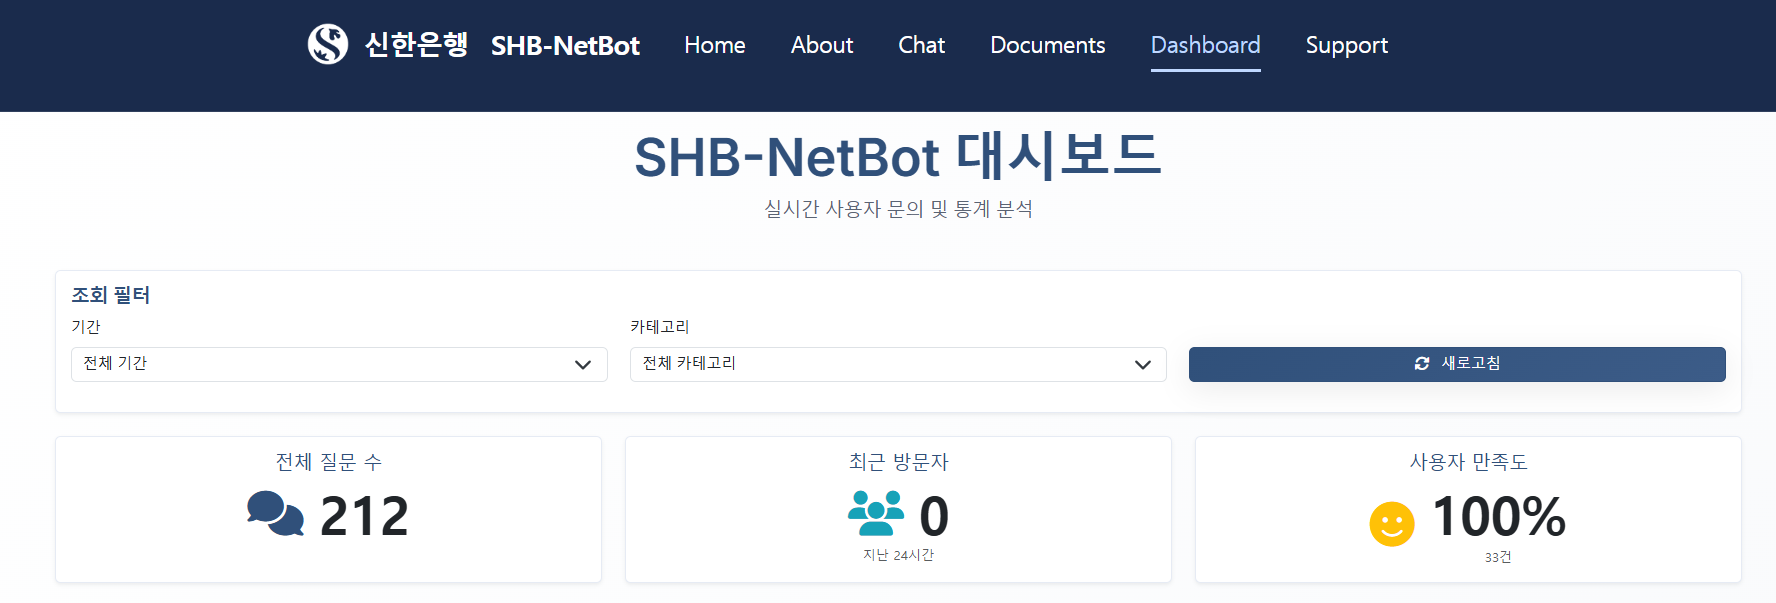 신한은행 SHB-NetBot Home About Chat Documents Dashboard Support
SHB-NetBot 대시보드
실시간 사용자 문의 및 통계 분석
조회 필터
기간
전체 기간
카테고리
전체 카테고리
새로고침
전체 질문 수
212
최근 방문자
0
지난 24시간
사용자 만족도
100%
33건